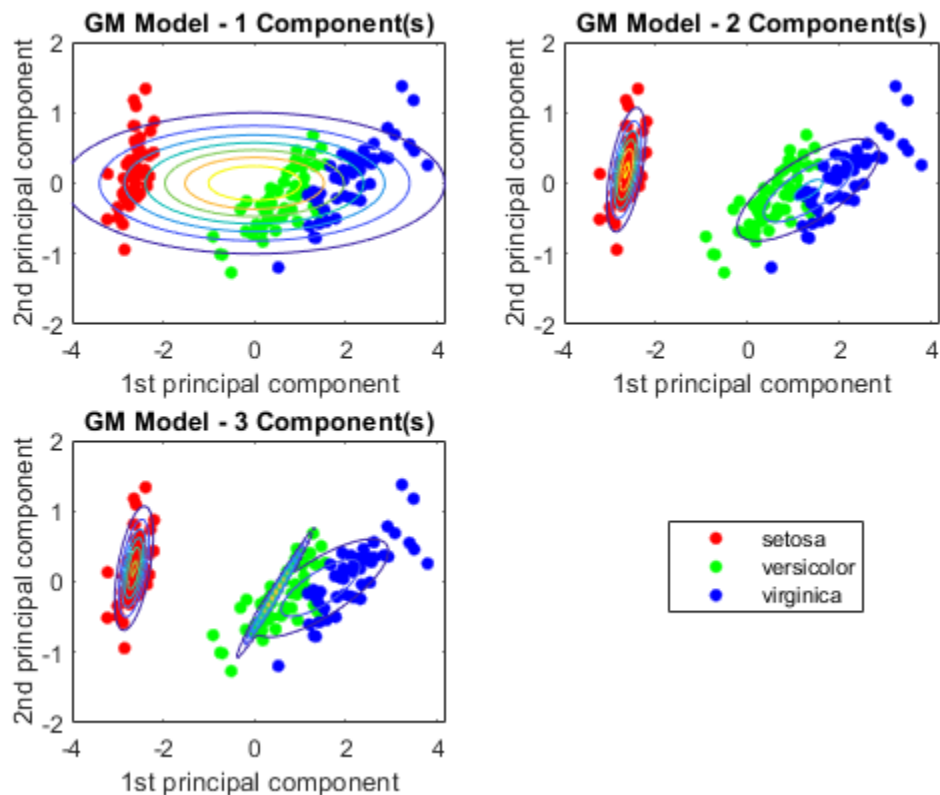 GM Model - 1 Component(s)
2
1
0
-1
-2
2nd principal component
-4
-2
0
2
4
1st principal component
GM Model - 2 Component(s)
2
1
0
-1
-2
2nd principal component
-4
-2
0
2
4
1st principal component
GM Model - 3 Component(s)
2
1
0
-1
-2
2nd principal component
-4
-2
0
2
4
1st principal component
setosa
versicolor
virginica